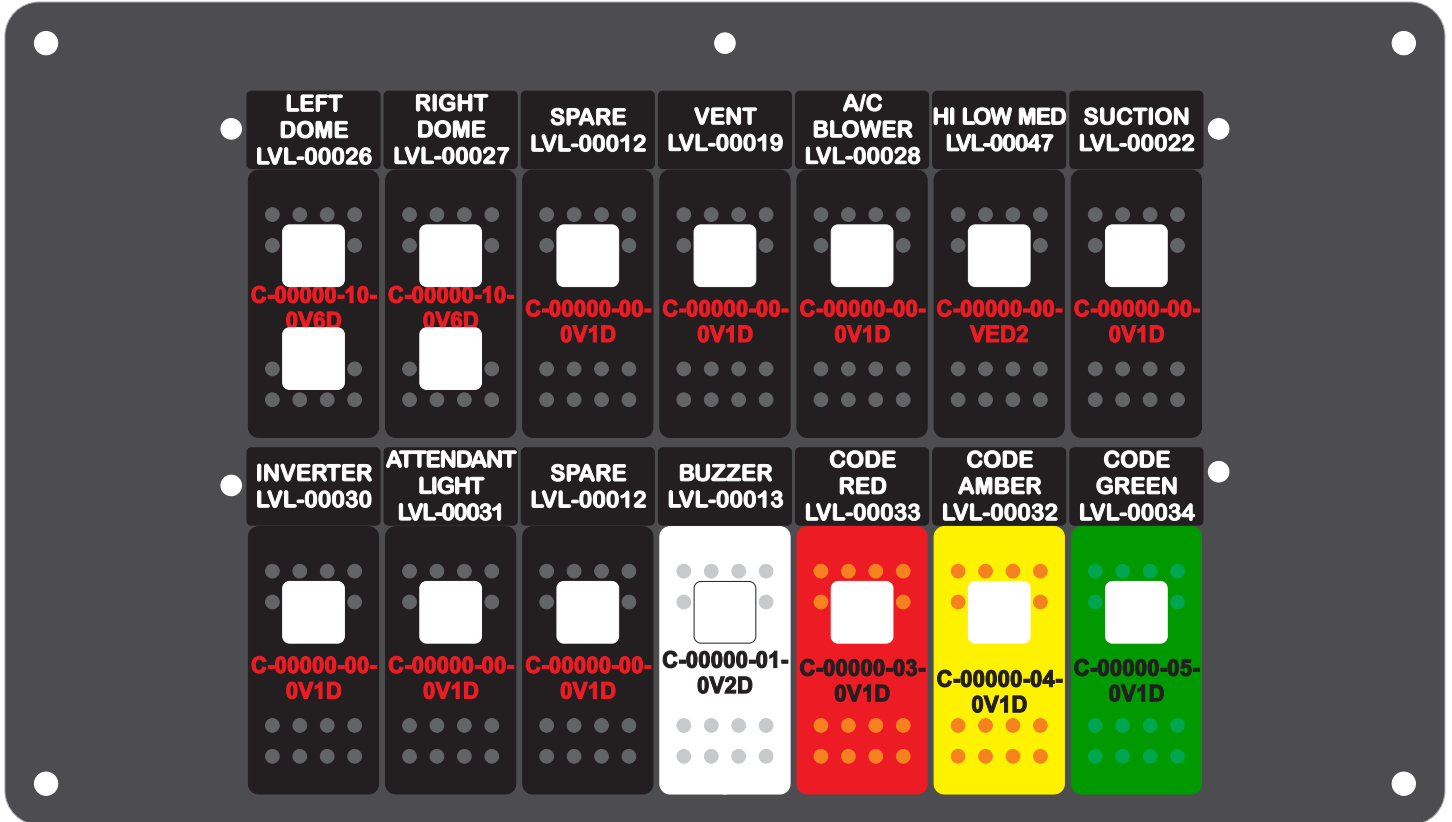 LEFT
DOME
LVL-00026
RIGHT
DOME
LVL-00027
SPARE
LVL-00012
VENT
LVL-00019
A/C
BLOWER
LVL-00028
HI LOW MED
LVL-00047
SUCTION
LVL-00022
C-00000-10-
0V6D
C-00000-10-
0V6D
C-00000-00-
0V1D
C-00000-00-
0V1D
C-00000-00-
0V1D
C-00000-00-
VED2
C-00000-00-
0V1D
INVERTER
LVL-00030
ATTENDANT
LIGHT
LVL-00031
SPARE
LVL-00012
BUZZER
LVL-00013
CODE
RED
LVL-00033
CODE
AMBER
LVL-00032
CODE
GREEN
LVL-00034
C-00000-00-
0V1D
C-00000-00-
0V1D
C-00000-00-
0V1D
C-00000-01-
0V2D
C-00000-03-
0V1D
C-00000-04-
0V1D
C-00000-05-
0V1D